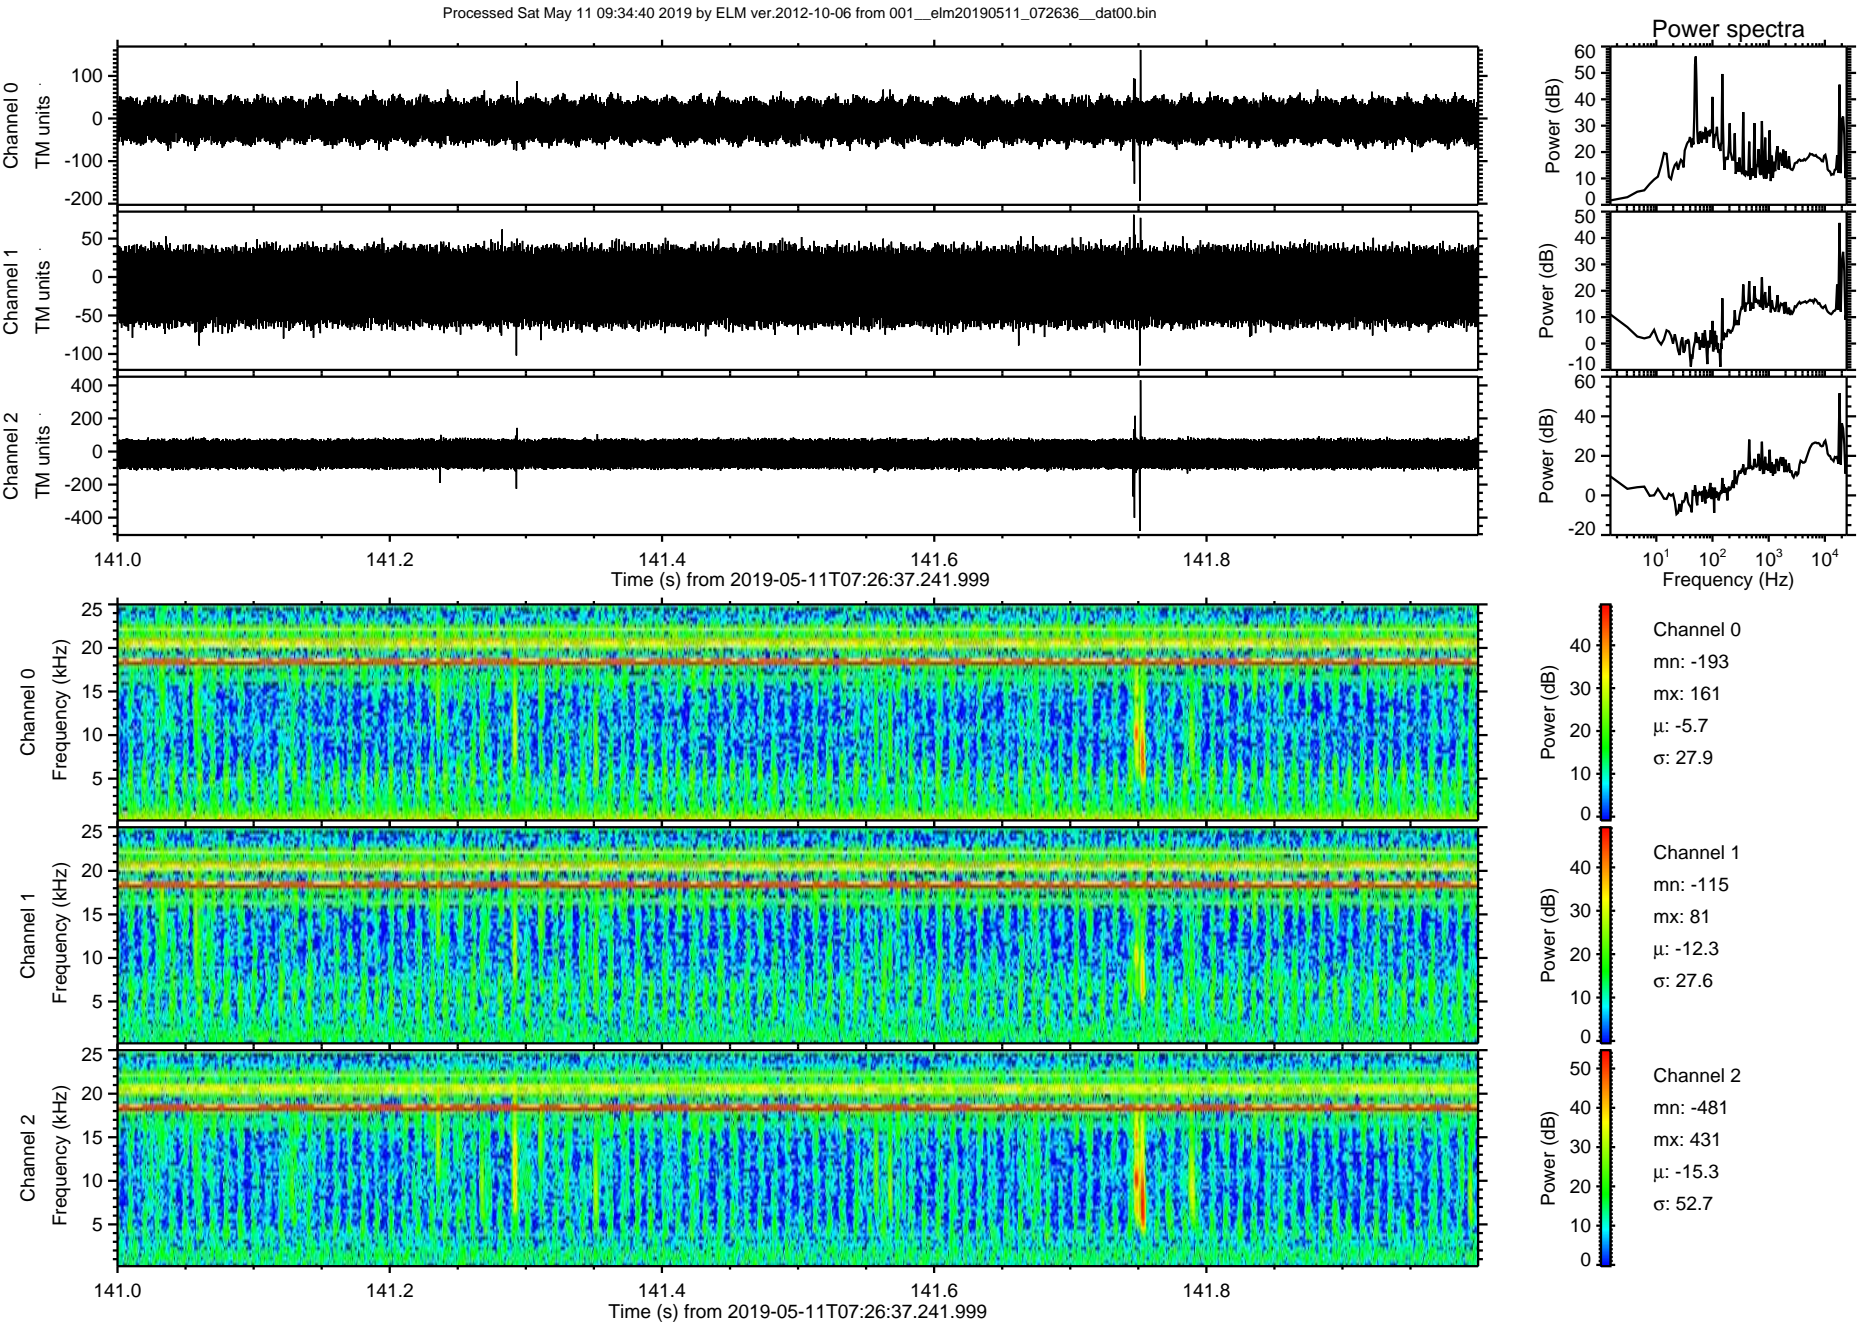 Processed Sat May 11 09:34:40 2019 by ELM ver.2012-10-06 from 001__elm20190511_072636__dat00.bin
Power spectra
Channel 0
TM units
100
0
-100
-200
Power (dB)
60
50
40
30
20
10
0
Channel 1
TM units
50
0
-50
-100
Power (dB)
50
40
30
20
10
0
-10
Channel 2
TM units
400
200
0
-200
-400
Power (dB)
60
40
20
0
-20
141.0 141.2 141.4 141.6 141.8
Time (s) from 2019-05-11T07:26:37.241.999
10¹ 10² 10³ 10⁴
Frequency (Hz)
Channel 0
Frequency (kHz)
25
20
15
10
5
Power (dB)
40
30
20
10
0
Channel 0
mn: -193
mx: 161
µ: -5.7
σ: 27.9
Channel 1
Frequency (kHz)
25
20
15
10
5
Power (dB)
40
30
20
10
0
Channel 1
mn: -115
mx: 81
µ: -12.3
σ: 27.6
Channel 2
Frequency (kHz)
25
20
15
10
5
Power (dB)
50
40
30
20
10
0
Channel 2
mn: -481
mx: 431
µ: -15.3
σ: 52.7
141.0 141.2 141.4 141.6 141.8
Time (s) from 2019-05-11T07:26:37.241.999